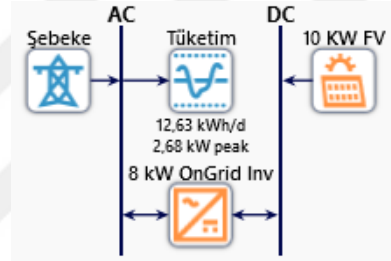 AC DC
Şebeke Tüketim 10 KW FV
12,63 kWh/d
2,68 kW peak
8 kW OnGrid Inv